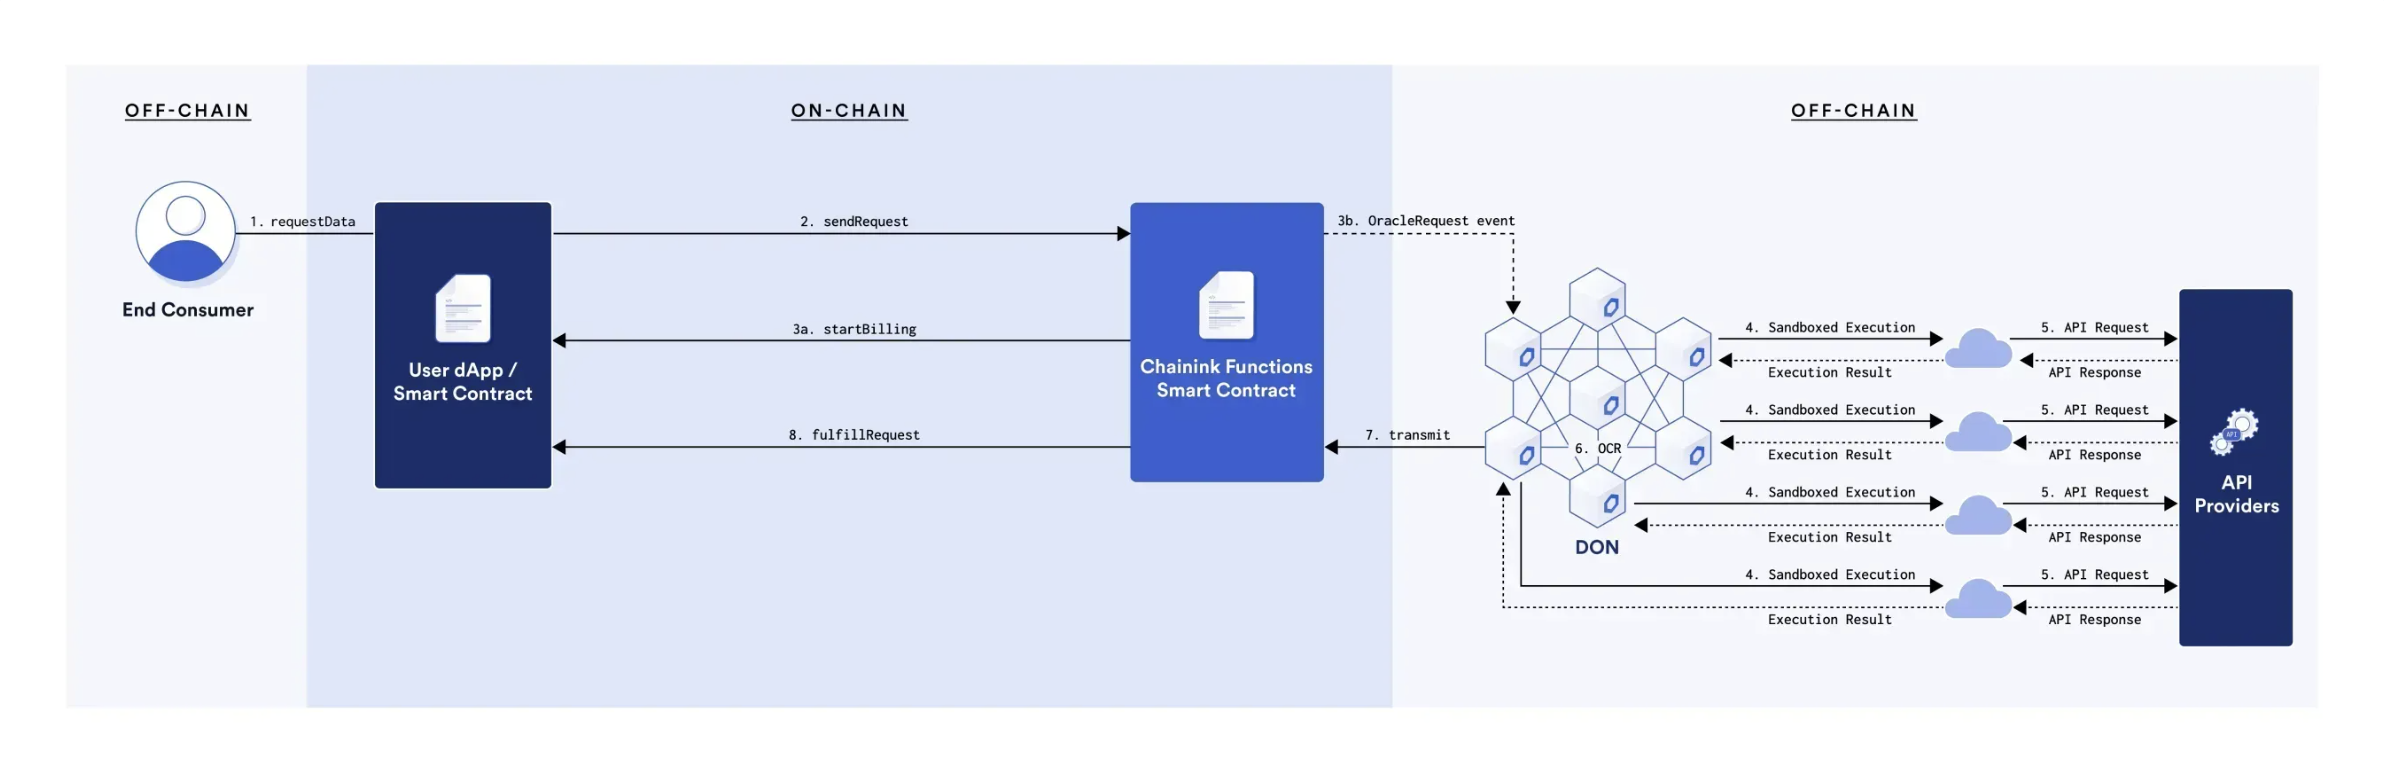 OFF-CHAIN
ON-CHAIN
OFF-CHAIN
1. requestData
2. sendRequest
3b. OracleRequest event
End Consumer
3a. startBilling
User dApp /
Smart Contract
Chainink Functions
Smart Contract
8. fulfillRequest
7. transmit
6. OCR
DON
4. Sandboxed Execution
5. API Request
Execution Result
API Response
4. Sandboxed Execution
5. API Request
Execution Result
API Response
4. Sandboxed Execution
5. API Request
Execution Result
API Response
4. Sandboxed Execution
5. API Request
Execution Result
API Response
API
API
Providers